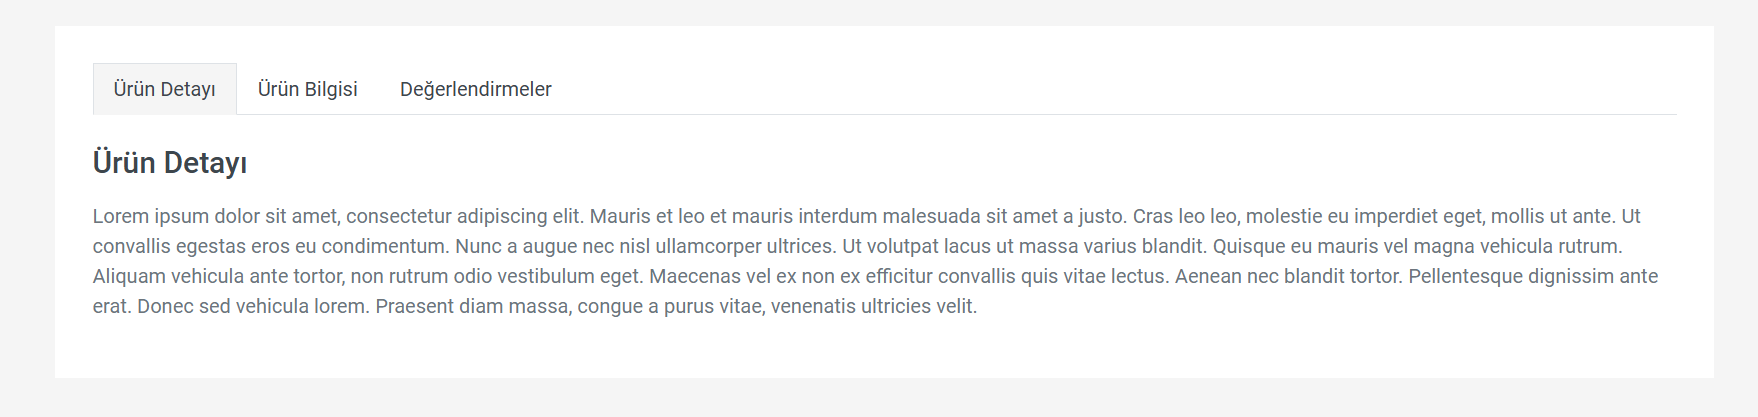 Ürün Detayı Ürün Bilgisi Değerlendirmeler
Ürün Detayı
Lorem ipsum dolor sit amet, consectetur adipiscing elit. Mauris et leo et mauris interdum malesuada sit amet a justo. Cras leo leo, molestie eu imperdiet eget, mollis ut ante. Ut
convallis egestas eros eu condimentum. Nunc a augue nec nisl ullamcorper ultrices. Ut volutpat lacus ut massa varius blandit. Quisque eu mauris vel magna vehicula rutrum.
Aliquam vehicula ante tortor, non rutrum odio vestibulum eget. Maecenas vel ex non ex efficitur convallis quis vitae lectus. Aenean nec blandit tortor. Pellentesque dignissim ante
erat. Donec sed vehicula lorem. Praesent diam massa, congue a purus vitae, venenatis ultricies velit.